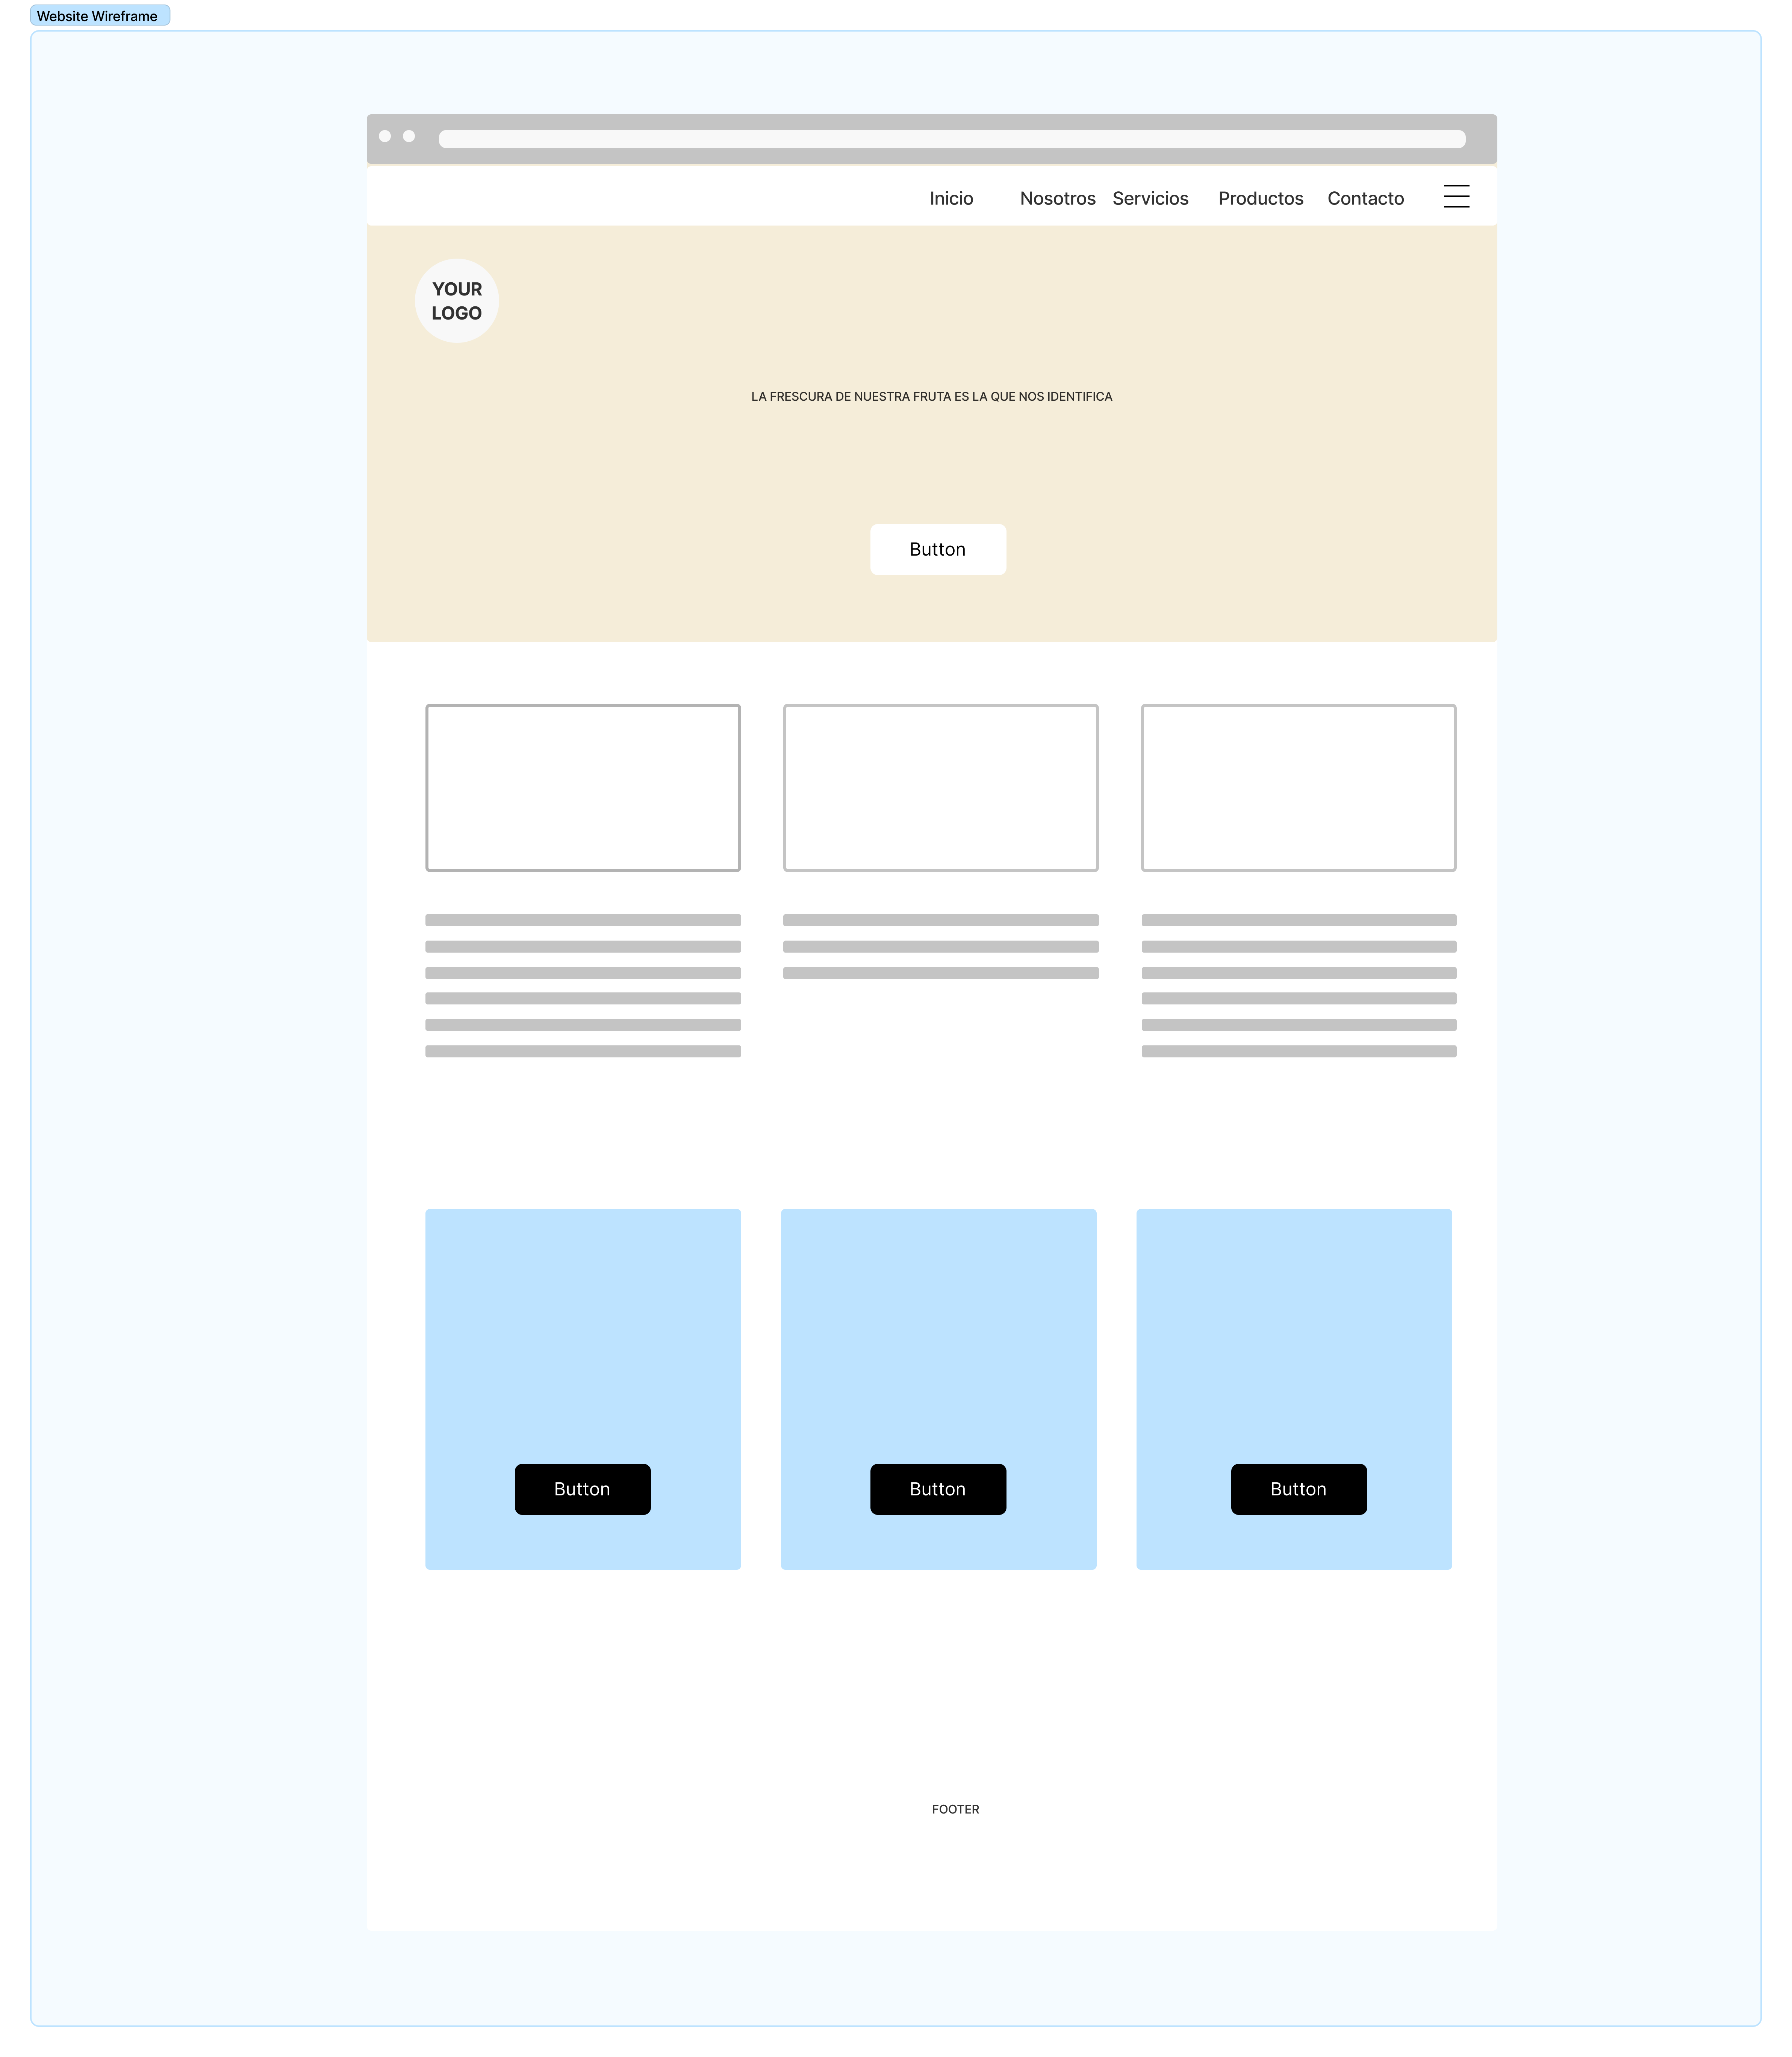 Website Wireframe
Inicio Nosotros Servicios Productos Contacto
YOUR
LOGO
LA FRESCURA DE NUESTRA FRUTA ES LA QUE NOS IDENTIFICA
Button
Button Button Button
FOOTER